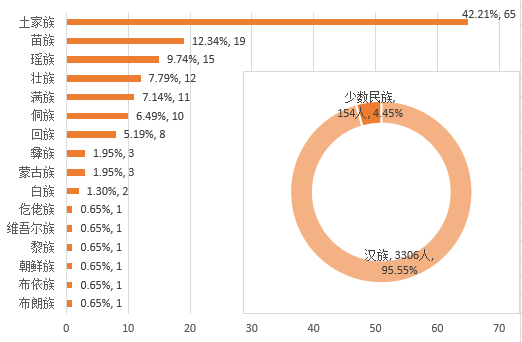 土家族 42.21%, 65
苗族 12.34%, 19
瑶族 9.74%, 15
壮族 7.79%, 12
满族 7.14%, 11
侗族 6.49%, 10
回族 5.19%, 8
彝族 1.95%, 3
蒙古族 1.95%, 3
白族 1.30%, 2
仡佬族 0.65%, 1
维吾尔族 0.65%, 1
黎族 0.65%, 1
朝鲜族 0.65%, 1
布依族 0.65%, 1
布朗族 0.65%, 1
0 10 20 30 40 50 60 70
少数民族,
154人, 4.45%
汉族, 3306人,
95.55%